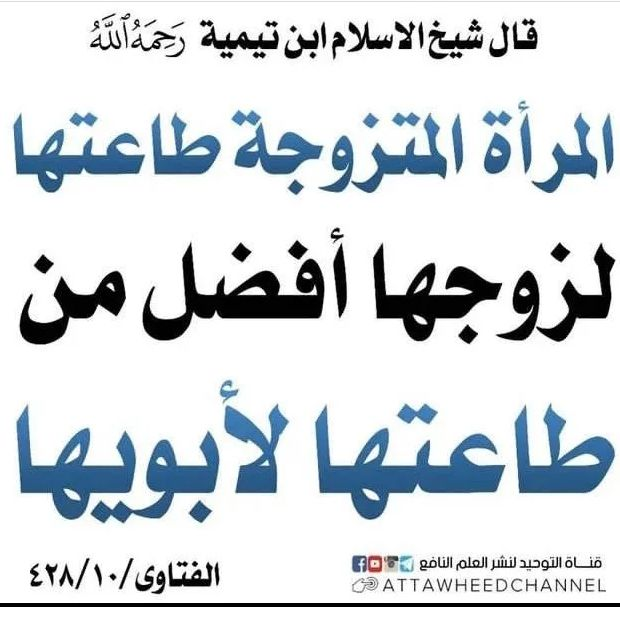 قال شيخ الاسلام ابن تيمية رَحِمَهُ ٱللَّهُ
المرأة المتزوجة طاعتها
لزوجها أفضل من
طاعتها لأبويها
قنـاة التوحيد لنشر العلم النافع
ATTAWHEEDCHANNEL
الفتاوى/١٠/٤٢٨